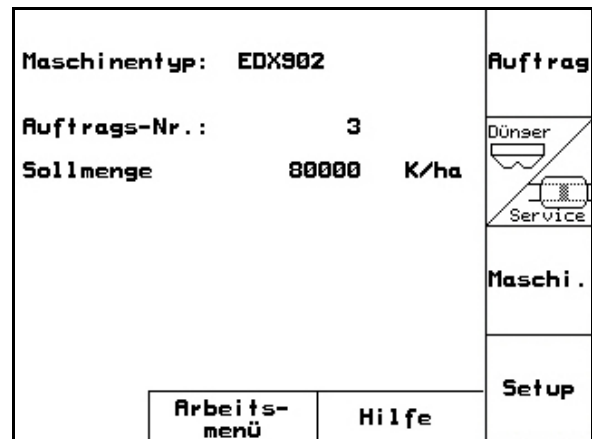 Maschinentyp: EDX902
Auftrags-Nr.: 3
Sollmenge 80000 K/ha
Auftrag
Dünger
Service
Maschi.
Setup
Arbeits-
menü
Hilfe